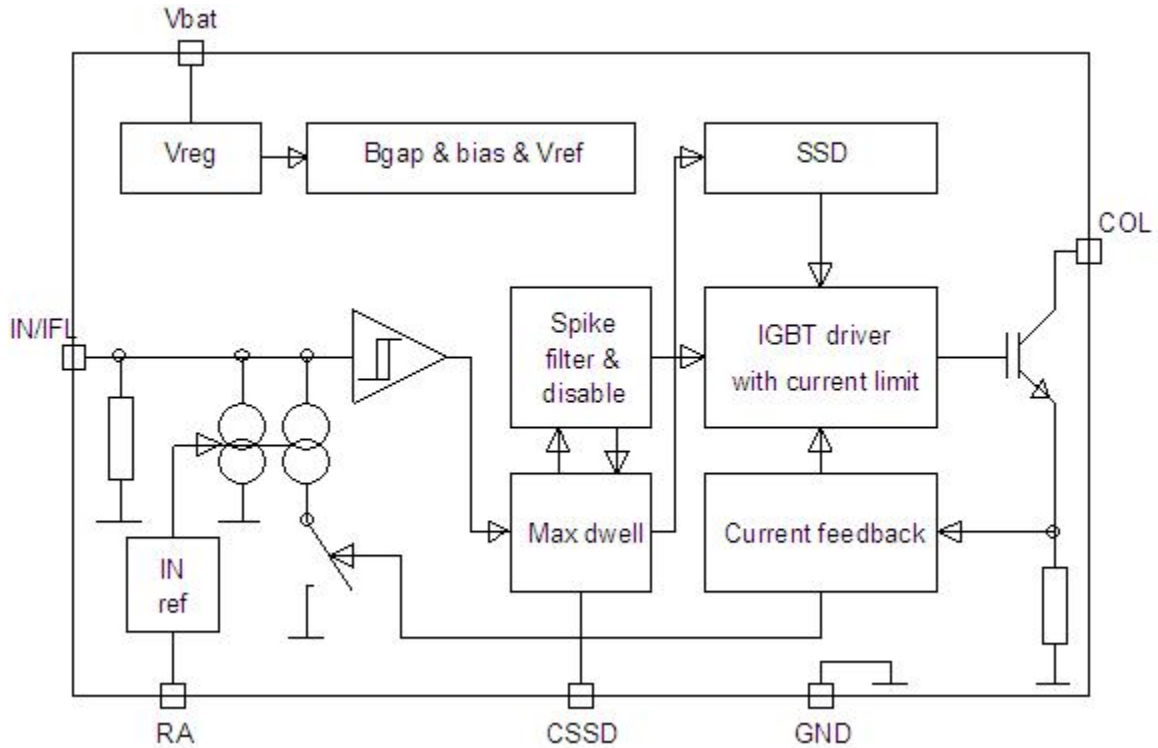 Vbat
Vreg
Bgap & bias & Vref
SSD
COL
IN/IFL
Spike
filter &
disable
IGBT driver
with current limit
Max dwell
Current feedback
IN
ref
RA
CSSD
GND